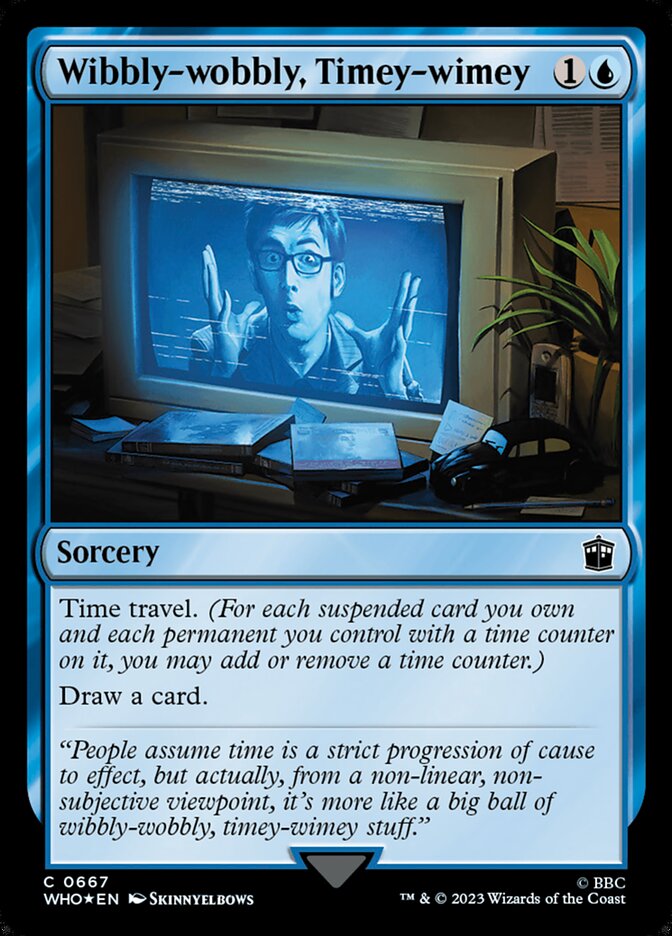 Wibbly-wobbly, Timey-wimey 1
Sorcery
Time travel. (For each suspended card you own
and each permanent you control with a time counter
on it, you may add or remove a time counter.)
Draw a card.
“People assume time is a strict progression of cause
to effect, but actually, from a non-linear, non-
subjective viewpoint, it’s more like a big ball of
wibbly-wobbly, timey-wimey stuff.”
C 0667
WHO★EN Skinnyelbows
© BBC
™ & © 2023 Wizards of the Coast